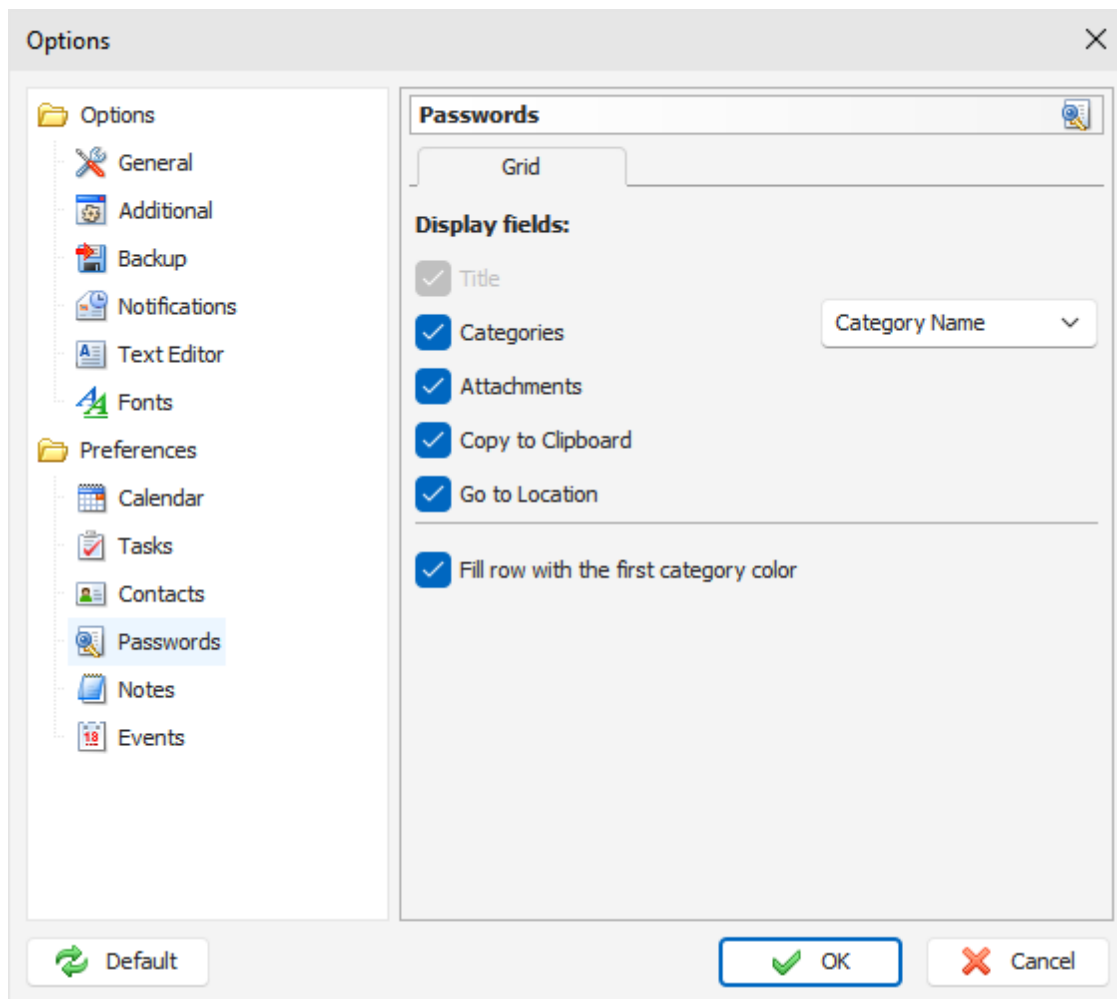 Options
Options
General
Additional
Backup
Notifications
Text Editor
Fonts
Preferences
Calendar
Tasks
Contacts
Passwords
Notes
Events
Passwords
Grid
Display fields:
Title
Categories
Category Name
Attachments
Copy to Clipboard
Go to Location
Fill row with the first category color
Default
OK
Cancel